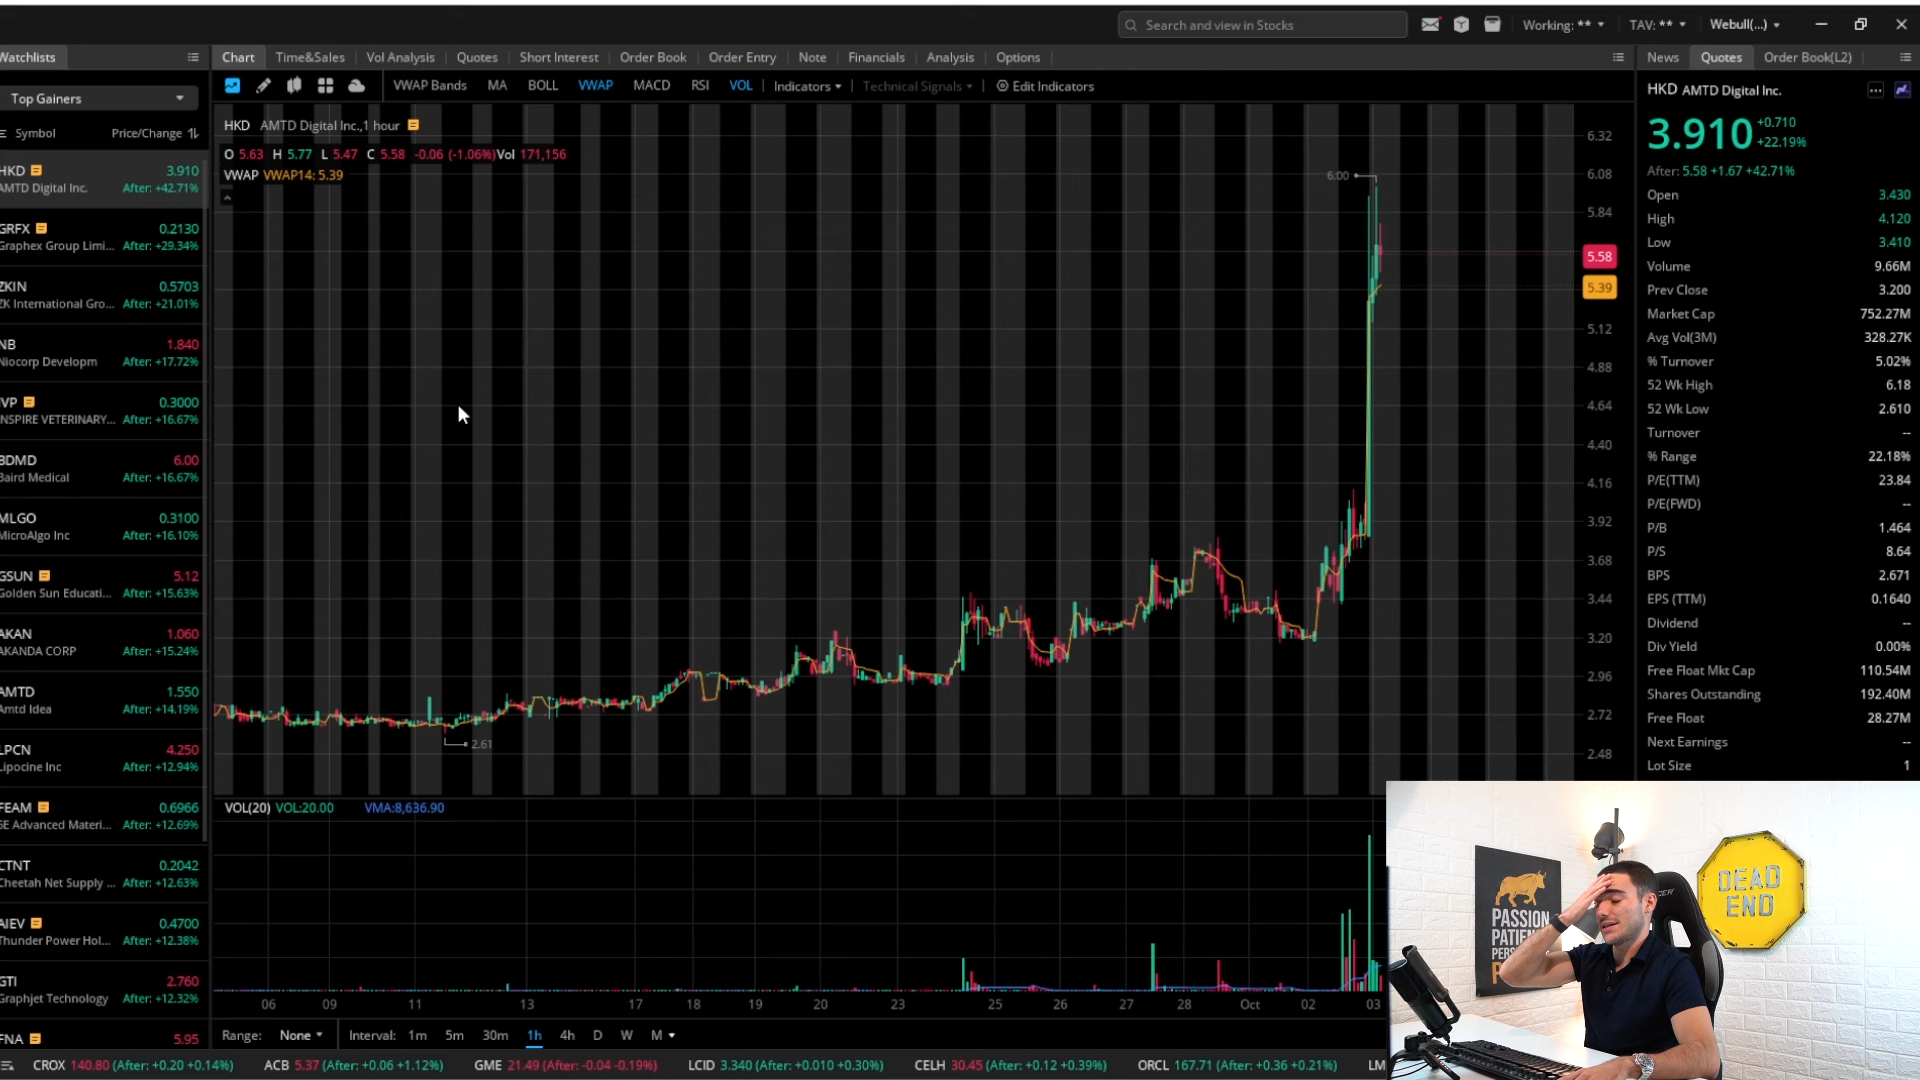 Search and view in Stocks
Working: **
TAV: **
Webull(...)
Watchlists
Chart Time&Sales Vol Analysis Quotes Short Interest Order Book Order Entry Note Financials Analysis Options
News Quotes Order Book(L2)
Top Gainers
VWAP Bands MA BOLL VWAP MACD RSI VOL Indicators Technical Signals Edit Indicators
Symbol Price/Change
HKD 3.910
AMTD Digital Inc. After: +42.71%
GRFX 0.2130
Graphex Group Limi... After: +29.34%
ZKIN 0.5703
ZK International Gro... After: +21.01%
NB 1.840
Niocorp Developm After: +17.72%
IVP 0.3000
INSPIRE VETERINARY... After: +16.67%
BDMD 6.00
Baird Medical After: +16.67%
MLGO 0.3100
MicroAlgo Inc After: +16.10%
GSUN 5.12
Golden Sun Educati... After: +15.63%
AKAN 1.060
AKANDA CORP After: +15.24%
AMTD 1.550
Amtd Idea After: +14.19%
LPCN 4.250
Lipocine Inc After: +12.94%
FEAM 0.6966
5E Advanced Materi... After: +12.69%
CTNT 0.2042
Cheetah Net Supply ... After: +12.63%
AIEV 0.4700
Thunder Power Hol... After: +12.38%
GTI 2.760
Graphjet Technology After: +12.32%
FNA 5.95
HKD AMTD Digital Inc.,1 hour
O 5.63 H 5.77 L 5.47 C 5.58 -0.06 (-1.06%) Vol 171,156
VWAP VWAP14: 5.39
6.00
2.61
6.32
6.08
5.84
5.58
5.39
5.12
4.88
4.64
4.40
4.16
3.92
3.68
3.44
3.20
2.96
2.72
2.48
VOL(20) VOL:20.00 VMA:8,636.90
06 09 11 13 17 18 19 20 23 25 26 27 28 Oct 02 03
Range: None Interval: 1m 5m 30m 1h 4h D W M
HKD AMTD Digital Inc.
3.910 +0.710
+22.19%
After: 5.58 +1.67 +42.71%
Open 3.430
High 4.120
Low 3.410
Volume 9.66M
Prev Close 3.200
Market Cap 752.27M
Avg Vol(3M) 328.27K
% Turnover 5.02%
52 Wk High 6.18
52 Wk Low 2.610
Turnover --
% Range 22.18%
P/E(TTM) 23.84
P/E(FWD) --
P/B 1.464
P/S 8.64
BPS 2.671
EPS (TTM) 0.1640
Dividend --
Div Yield 0.00%
Free Float Mkt Cap 110.54M
Shares Outstanding 192.40M
Free Float 28.27M
Next Earnings --
Lot Size 1
PASSION
DEAD
END
CROX 140.80 (After: +0.20 +0.14%) ACB 5.37 (After: +0.06 +1.12%) GME 21.49 (After: -0.04 -0.19%) LCID 3.340 (After: +0.010 +0.30%) CELH 30.45 (After: +0.12 +0.39%) ORCL 167.71 (After: +0.36 +0.21%) LM